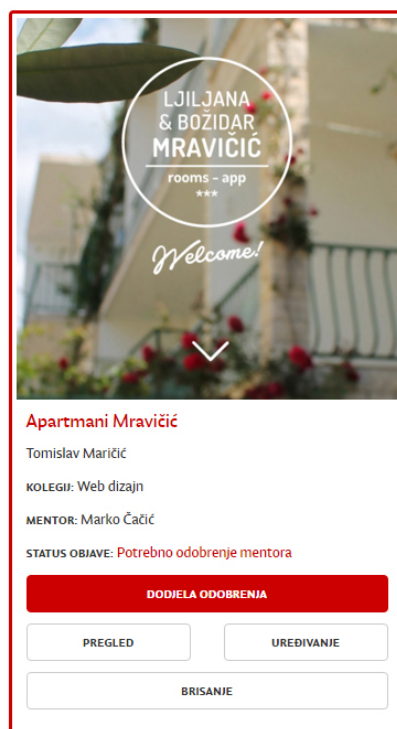 LJILJANA
& BOŽIDAR
MRAVIČIĆ
rooms - app
***
Welcome!
Apartmani Mravičić
Tomislav Maričić
KOLEGIJ: Web dizajn
MENTOR: Marko Čačić
STATUS OBJAVE: Potrebno odobrenje mentora
DODJELA ODOBRENJA
PREGLED
UREĐIVANJE
BRISANJE